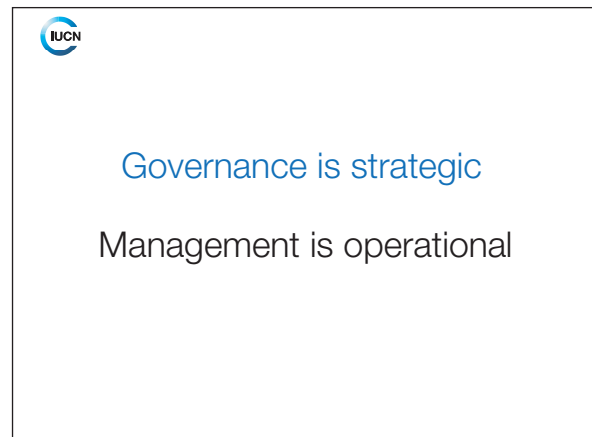 IUCN
Governance is strategic
Management is operational